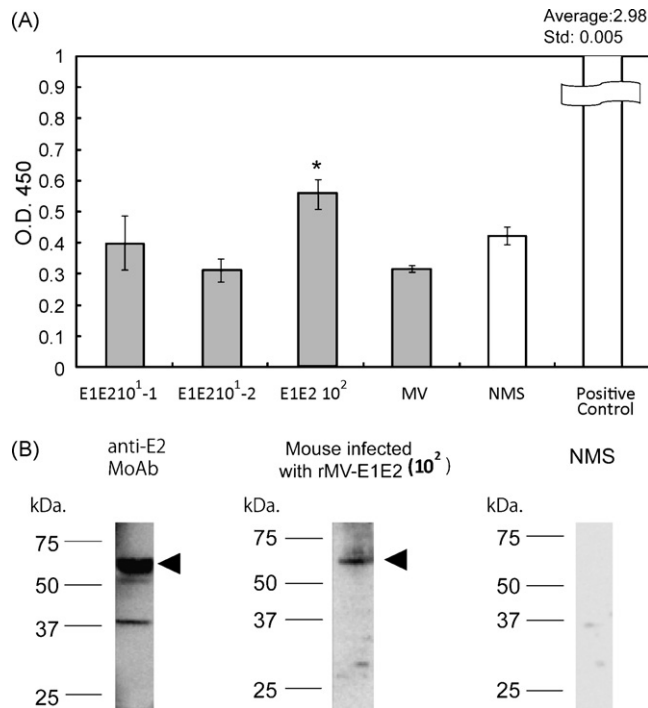 (A)
Average:2.98
Std: 0.005
O.D. 450
1
0.9
0.8
0.7
0.6
0.5
0.4
0.3
0.2
0.1
0
*
E1E210¹-1
E1E210¹-2
E1E2 10²
MV
NMS
Positive
Control
(B)
anti-E2
MoAb
kDa.
75
50
37
25
Mouse infected
with rMV-E1E2 (10²)
kDa.
75
50
37
25
NMS
kDa.
75
50
37
25